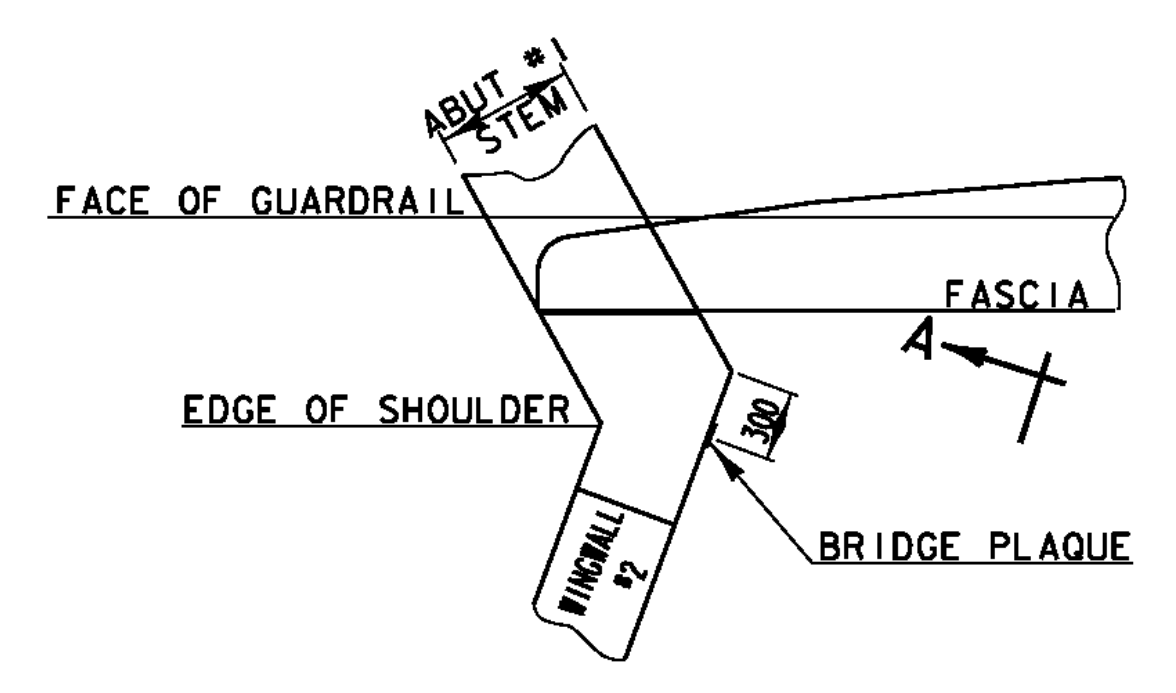 ABUT #1
STEM
FACE OF GUARDRAIL
FASCIA
A
EDGE OF SHOULDER
300
BRIDGE PLAQUE
WINGWALL
#2